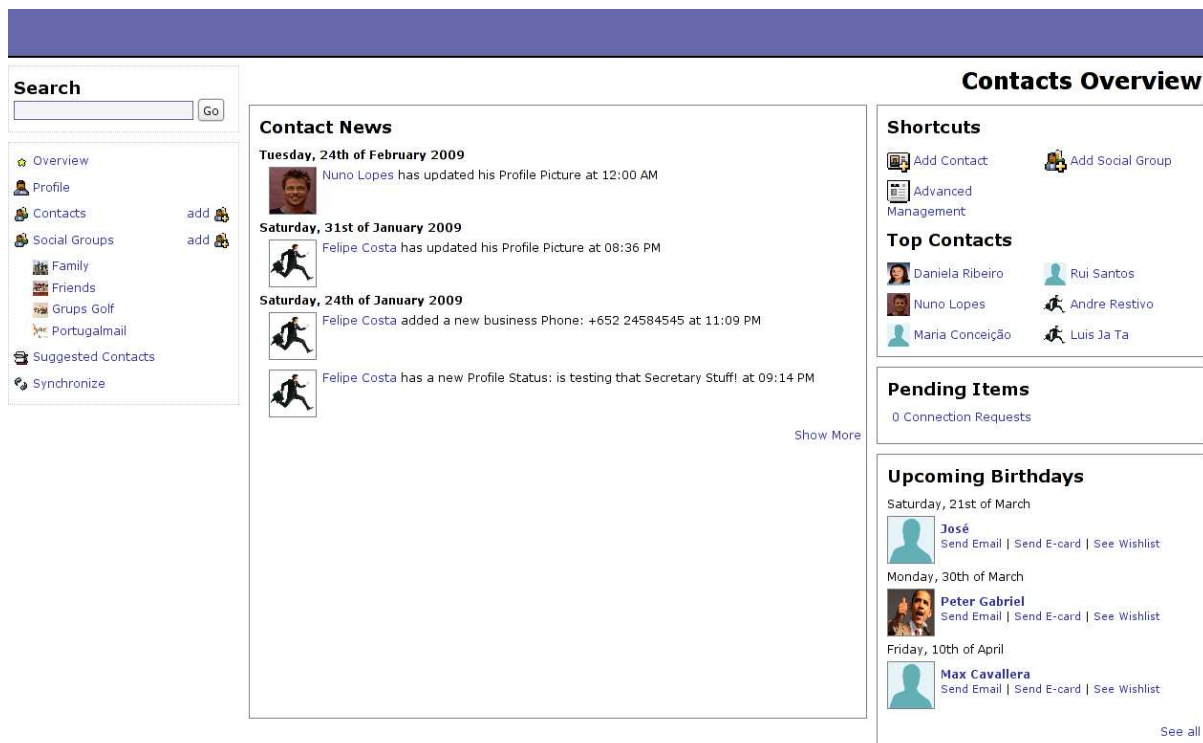 Contacts Overview
Search
Go
Overview
Profile
Contacts add
Social Groups add
Family
Friends
Grups Golf
Portugalmail
Suggested Contacts
Synchronize
Contact News
Tuesday, 24th of February 2009
Nuno Lopes has updated his Profile Picture at 12:00 AM
Saturday, 31st of January 2009
Felipe Costa has updated his Profile Picture at 08:36 PM
Saturday, 24th of January 2009
Felipe Costa added a new business Phone: +652 24584545 at 11:09 PM
Felipe Costa has a new Profile Status: is testing that Secretary Stuff! at 09:14 PM
Show More
Shortcuts
Add Contact Add Social Group
Advanced
Management
Top Contacts
Daniela Ribeiro Rui Santos
Nuno Lopes Andre Restivo
Maria Conceição Luis Ja Ta
Pending Items
0 Connection Requests
Upcoming Birthdays
Saturday, 21st of March
José
Send Email | Send E-card | See Wishlist
Monday, 30th of March
Peter Gabriel
Send Email | Send E-card | See Wishlist
Friday, 10th of April
Max Cavallera
Send Email | Send E-card | See Wishlist
See all